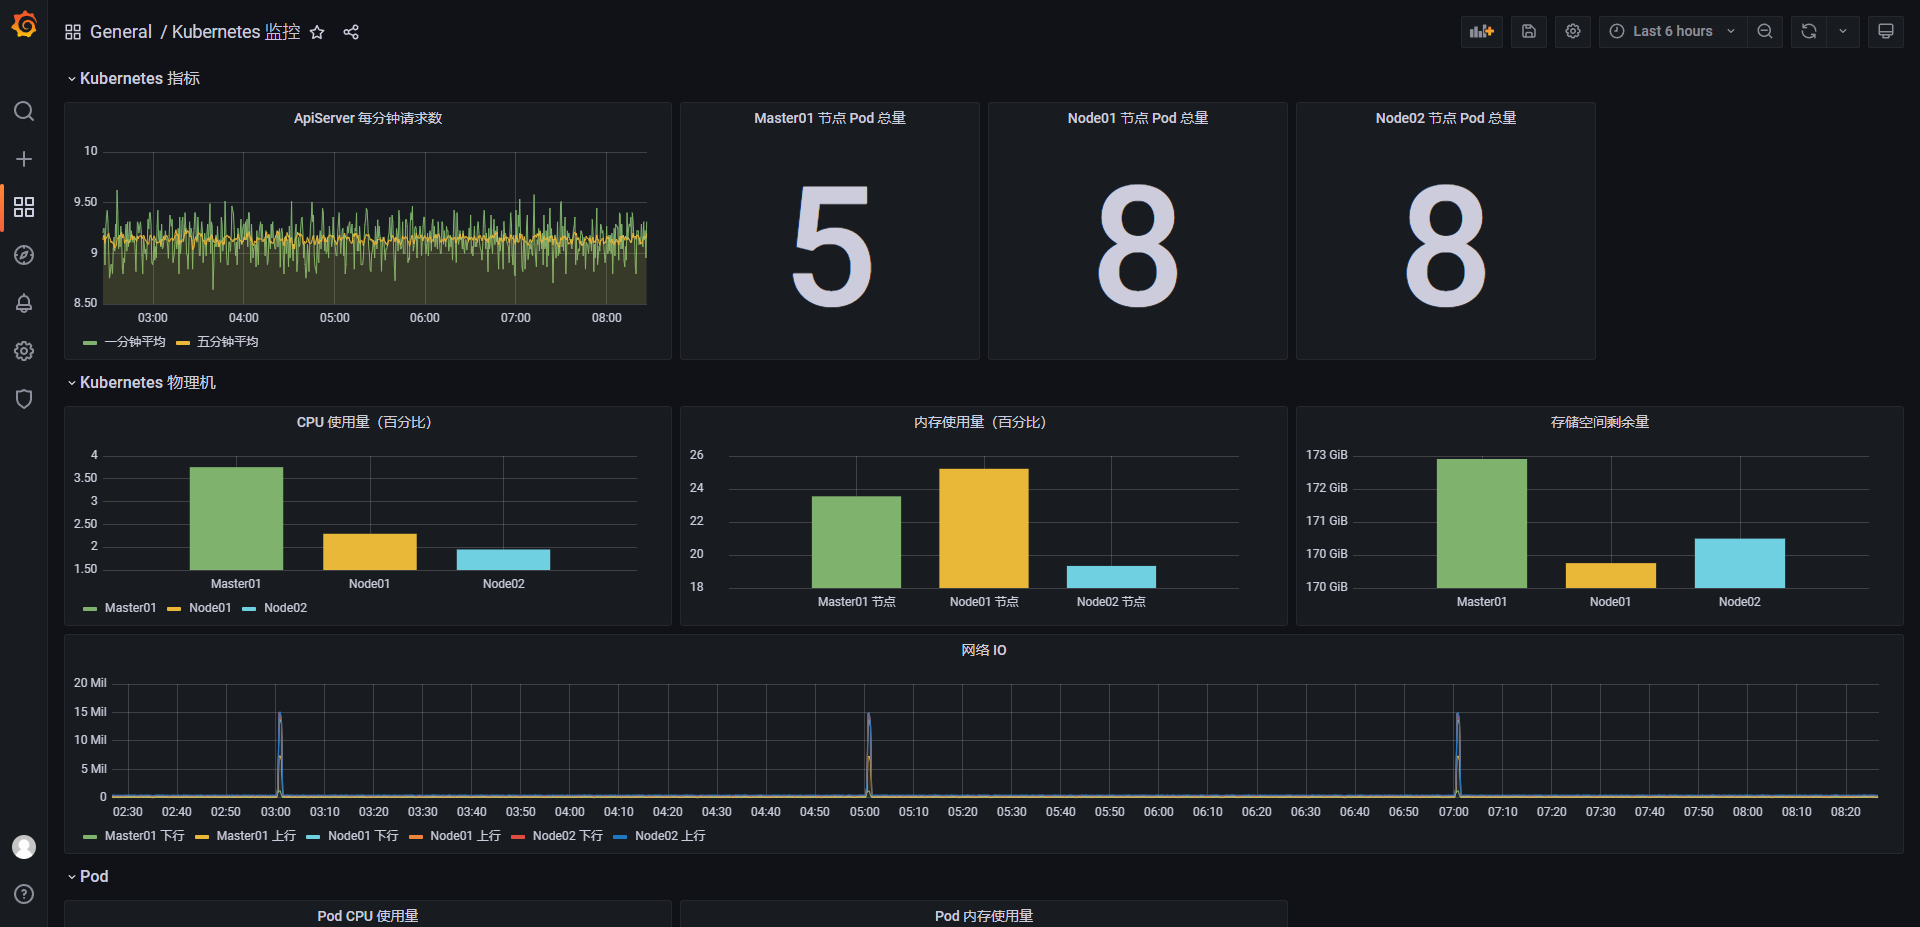 General / Kubernetes 监控
Last 6 hours
Kubernetes 指标
ApiServer 每分钟请求数
10
9.50
9
8.50
03:00 04:00 05:00 06:00 07:00 08:00
一分钟平均 五分钟平均
Master01 节点 Pod 总量
5
Node01 节点 Pod 总量
8
Node02 节点 Pod 总量
8
Kubernetes 物理机
CPU 使用量（百分比）
4
3.50
3
2.50
2
1.50
Master01 Node01 Node02
Master01 Node01 Node02
内存使用量（百分比）
26
24
22
20
18
Master01 节点 Node01 节点 Node02 节点
存储空间剩余量
173 GiB
172 GiB
171 GiB
170 GiB
170 GiB
Master01 Node01 Node02
网络 IO
20 Mil
15 Mil
10 Mil
5 Mil
0
02:30 02:40 02:50 03:00 03:10 03:20 03:30 03:40 03:50 04:00 04:10 04:20 04:30 04:40 04:50 05:00 05:10 05:20 05:30 05:40 05:50 06:00 06:10 06:20 06:30 06:40 06:50 07:00 07:10 07:20 07:30 07:40 07:50 08:00 08:10 08:20
Master01 下行 Master01 上行 Node01 下行 Node01 上行 Node02 下行 Node02 上行
Pod
Pod CPU 使用量
Pod 内存使用量